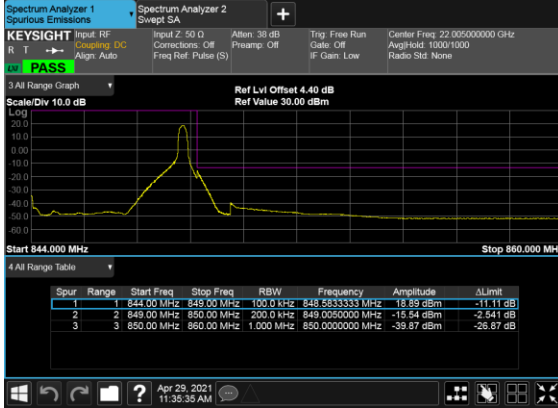 Spectrum Analyzer 1
Spurious Emissions
Spectrum Analyzer 2
Swept SA
KEYSIGHT
R T
LXI
PASS
Input: RF
Coupling: DC
Align: Auto
Input Z: 50 Ω
Corrections: Off
Freq Ref: Pulse (S)
Atten: 38 dB
Preamp: Off
Trig: Free Run
Gate: Off
IF Gain: Low
Center Freq: 22.005000000 GHz
Avg|Hold: 1000/1000
Radio Std: None
3 All Range Graph
Scale/Div 10.0 dB
Ref Lvl Offset 4.40 dB
Ref Value 30.00 dBm
Log
20.0
10.0
0.00
-10.0
-20.0
-30.0
-40.0
-50.0
-60.0
Start 844.000 MHz Stop 860.000 MH
4 All Range Table
Spur Range Start Freq Stop Freq RBW Frequency Amplitude ΔLimit
1 1 844.00 MHz 849.00 MHz 100.0 kHz 848.5833333 MHz 18.89 dBm -11.11 dB
2 2 849.00 MHz 850.00 MHz 200.0 kHz 849.0050000 MHz -15.54 dBm -2.541 dB
3 3 850.00 MHz 860.00 MHz 1.000 MHz 850.0000000 MHz -39.87 dBm -26.87 dB
?
Apr 29, 2021
11:35:35 AM